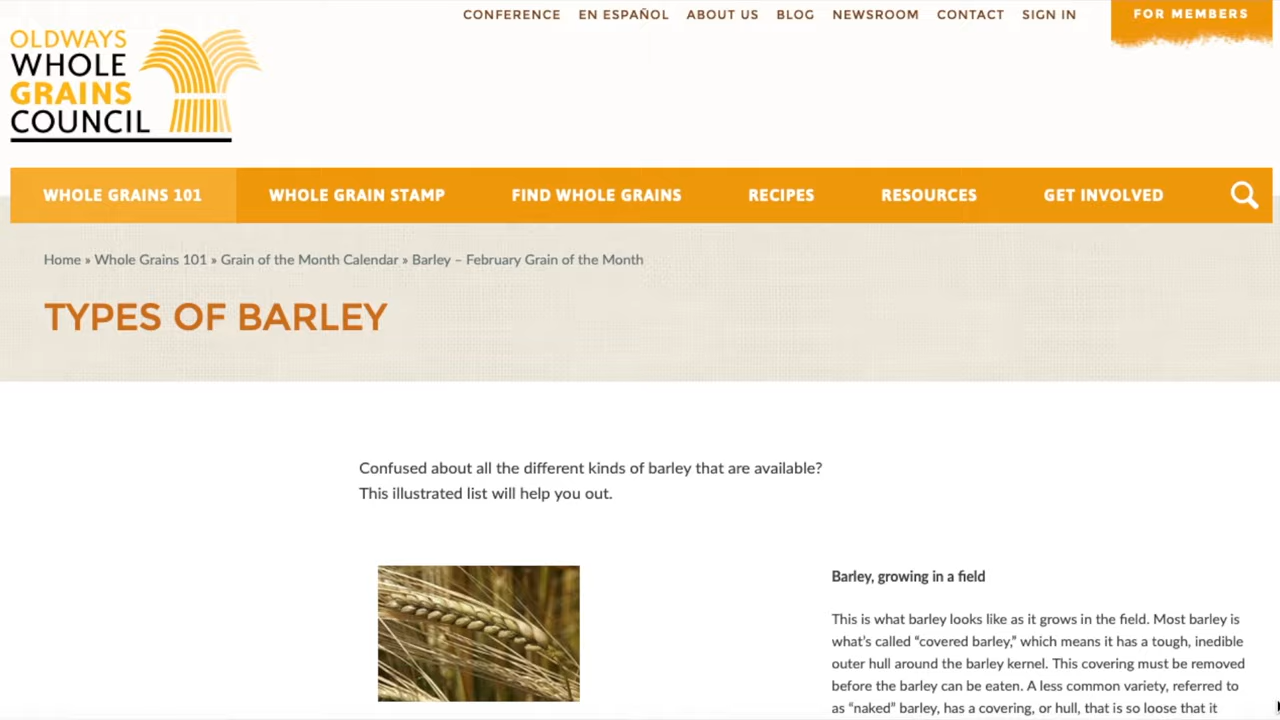 CONFERENCE EN ESPAÑOL ABOUT US BLOG NEWSROOM CONTACT SIGN IN FOR MEMBERS
OLDWAYS
WHOLE
GRAINS
COUNCIL
WHOLE GRAINS 101 WHOLE GRAIN STAMP FIND WHOLE GRAINS RECIPES RESOURCES GET INVOLVED
Home » Whole Grains 101 » Grain of the Month Calendar » Barley – February Grain of the Month
TYPES OF BARLEY
Confused about all the different kinds of barley that are available?
This illustrated list will help you out.
Barley, growing in a field
This is what barley looks like as it grows in the field. Most barley is
what's called “covered barley,” which means it has a tough, inedible
outer hull around the barley kernel. This covering must be removed
before the barley can be eaten. A less common variety, referred to
as “naked” barley, has a covering, or hull, that is so loose that it